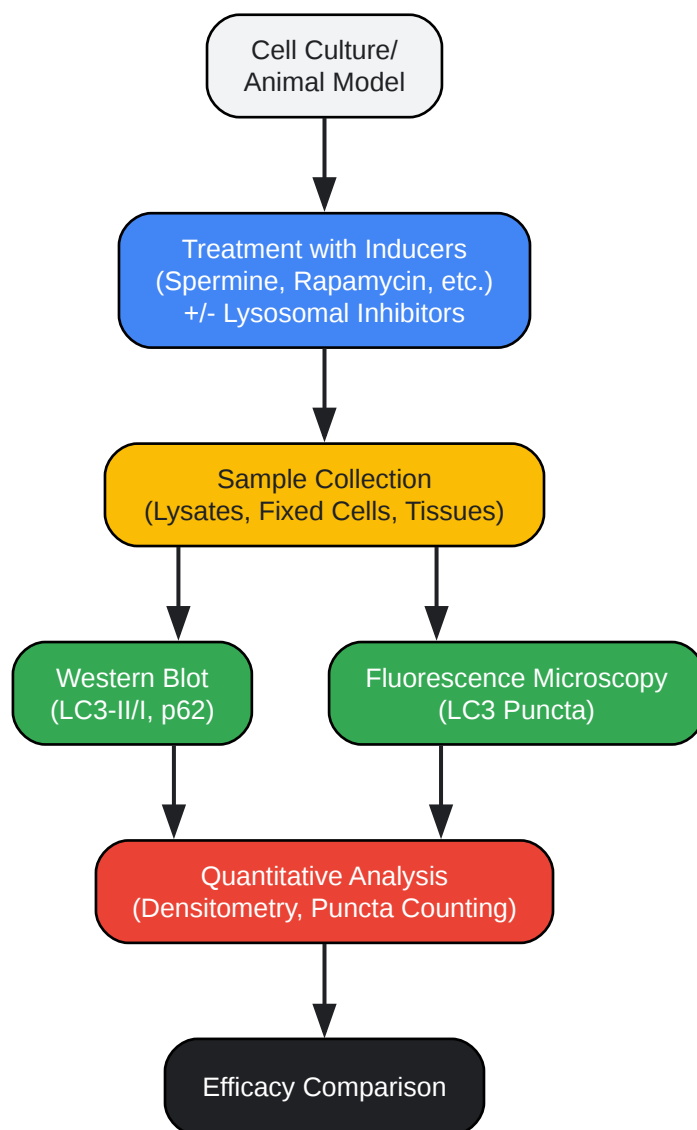 Cell Culture/
Animal Model
Treatment with Inducers
(Spermine, Rapamycin, etc.)
+/- Lysosomal Inhibitors
Sample Collection
(Lysates, Fixed Cells, Tissues)
Western Blot
(LC3-II/I, p62)
Fluorescence Microscopy
(LC3 Puncta)
Quantitative Analysis
(Densitometry, Puncta Counting)
Efficacy Comparison